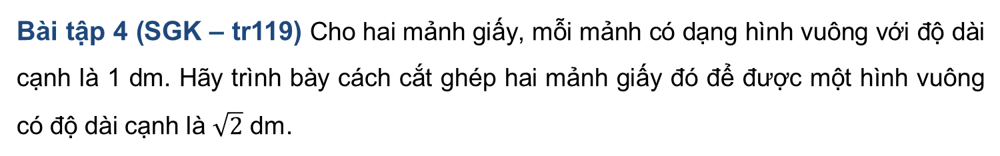 Bài tập 4 (SGK – tr119) Cho hai mảnh giấy, mỗi mảnh có dạng hình vuông với độ dài
cạnh là 1 dm. Hãy trình bày cách cắt ghép hai mảnh giấy đó để được một hình vuông
có độ dài cạnh là √2 dm.